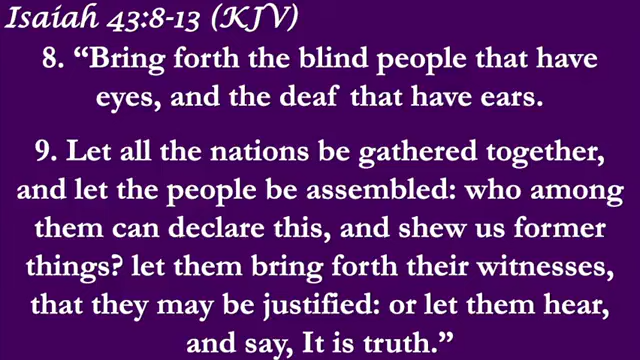 Isaiah 43:8-13 (KJV)
8. “Bring forth the blind people that have
eyes, and the deaf that have ears.
9. Let all the nations be gathered together,
and let the people be assembled: who among
them can declare this, and shew us former
things? let them bring forth their witnesses,
that they may be justified: or let them hear,
and say, It is truth.”